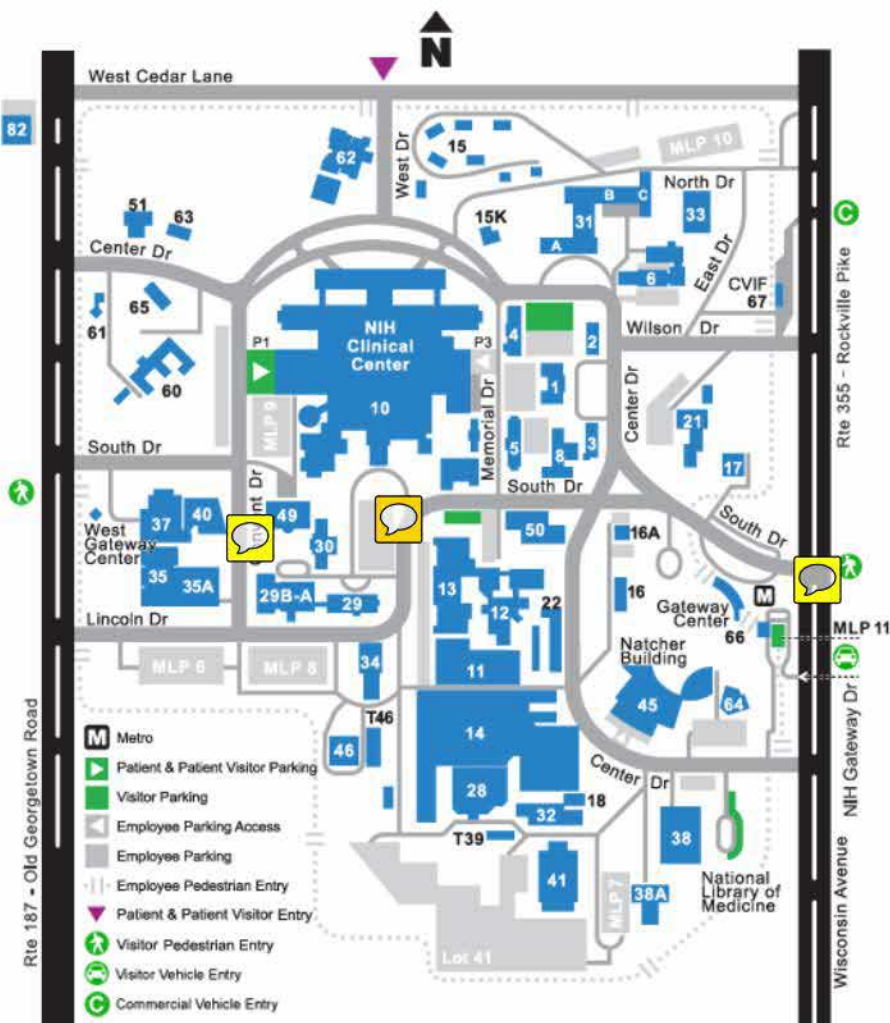 N
West Cedar Lane
82
62
West Dr
15
MLP 10
North Dr
B
C
31
33
A
51
63
15K
Center Dr
6
East Dr
CVIF
67
65
61
60
NIH
Clinical
Center
10
P1
P3
4
2
Wilson Dr
1
Memorial Dr
Center Dr
MLP 9
5
8
3
21
17
South Dr
South Dr
South Dr
Rte 355 - Rockville Pike
C
37
40
49
30
West
Gateway
Center
35
35A
29B-A
29
50
16A
13
12
22
16
Gateway
Center
M
66
MLP 11
Lincoln Dr
MLP 6
MLP 8
34
11
Natcher
Building
45
64
T46
46
14
28
32
18
T39
41
Center
Dr
38
38A
MLP 7
Lot 41
National
Library of
Medicine
NIH Gateway Dr
Wisconsin Avenue
Rte 187 - Old Georgetown Road
M Metro
Patient & Patient Visitor Parking
Visitor Parking
Employee Parking Access
Employee Parking
Employee Pedestrian Entry
Patient & Patient Visitor Entry
Visitor Pedestrian Entry
Visitor Vehicle Entry
C Commercial Vehicle Entry